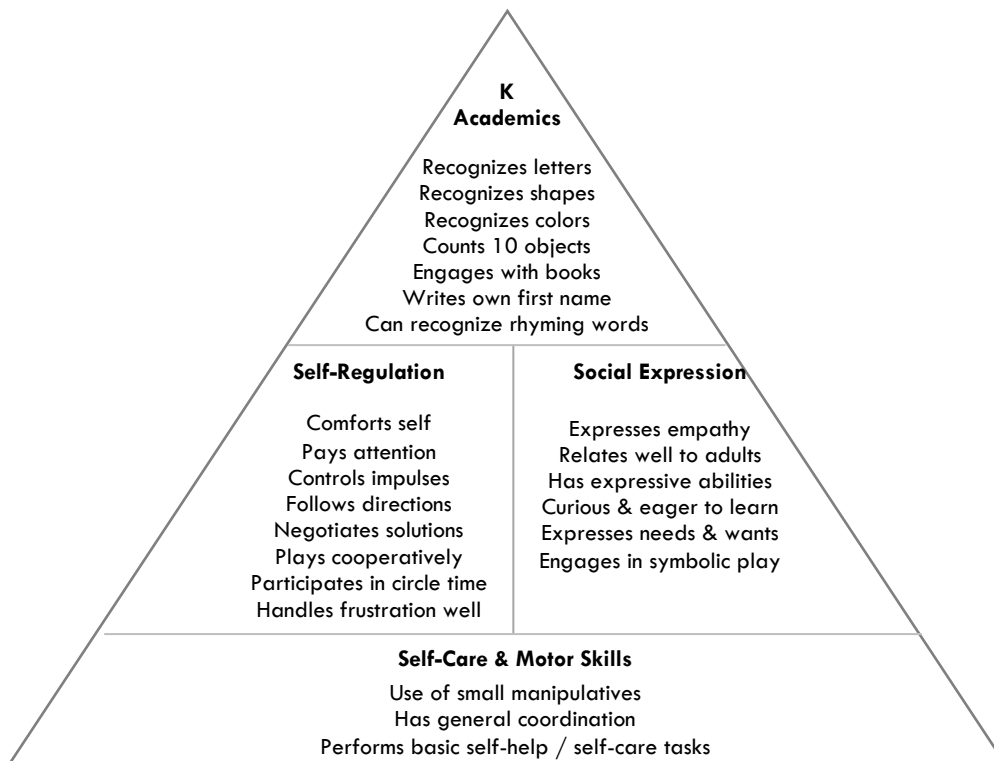 K
Academics
Recognizes letters
Recognizes shapes
Recognizes colors
Counts 10 objects
Engages with books
Writes own first name
Can recognize rhyming words
Self-Regulation
Comforts self
Pays attention
Controls impulses
Follows directions
Negotiates solutions
Plays cooperatively
Participates in circle time
Handles frustration well
Social Expression
Expresses empathy
Relates well to adults
Has expressive abilities
Curious & eager to learn
Expresses needs & wants
Engages in symbolic play
Self-Care & Motor Skills
Use of small manipulatives
Has general coordination
Performs basic self-help / self-care tasks